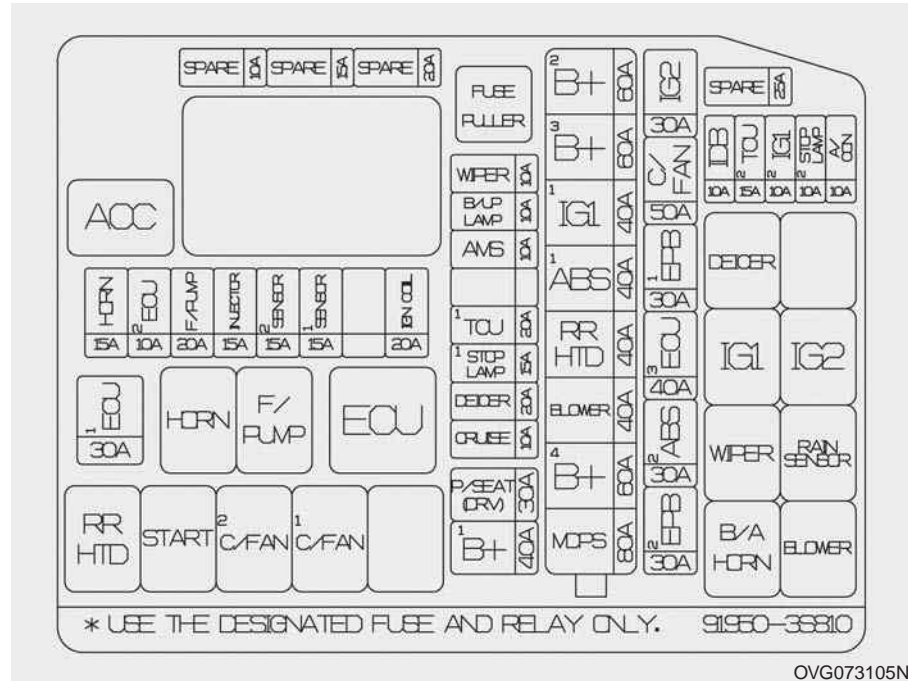 SPARE 10A SPARE 15A SPARE 20A
FUSE
PULLER
2 B+ 60A
IG2
30A
SPARE 25A
3 B+ 60A
C/
FAN
50A
IDB 2 TCU 2 IG1 2 STOP LAMP A/CON
10A 15A 10A 10A 10A
ACC
WIPER 10A
B/UP
LAMP 10A
AMS 10A
1 IG1 40A
1 EPB
30A
DEICER
HORN 2 ECU F/PUMP INJECTOR 2 SENSOR 1 SENSOR IGN COIL
15A 10A 20A 15A 15A 15A 20A
1 ABS 40A
1 TCU 20A
1 STOP
LAMP 15A
RR
HTD 40A
3 ECU
40A
IG1 IG2
1 ECU
30A
HORN
F/
PUMP
ECU
DEICER 20A
CRUISE 10A
BLOWER 40A
2 ABS
30A
WIPER
RAIN
SENSOR
P/SEAT
(DRV) 30A
4 B+ 60A
RR
HTD
START
2 C/FAN
1 C/FAN
1 B+ 40A
MDPS 80A
2 EPB
30A
B/A
HORN
BLOWER
* USE THE DESIGNATED FUSE AND RELAY ONLY. 91950-3S810
OVG073105N